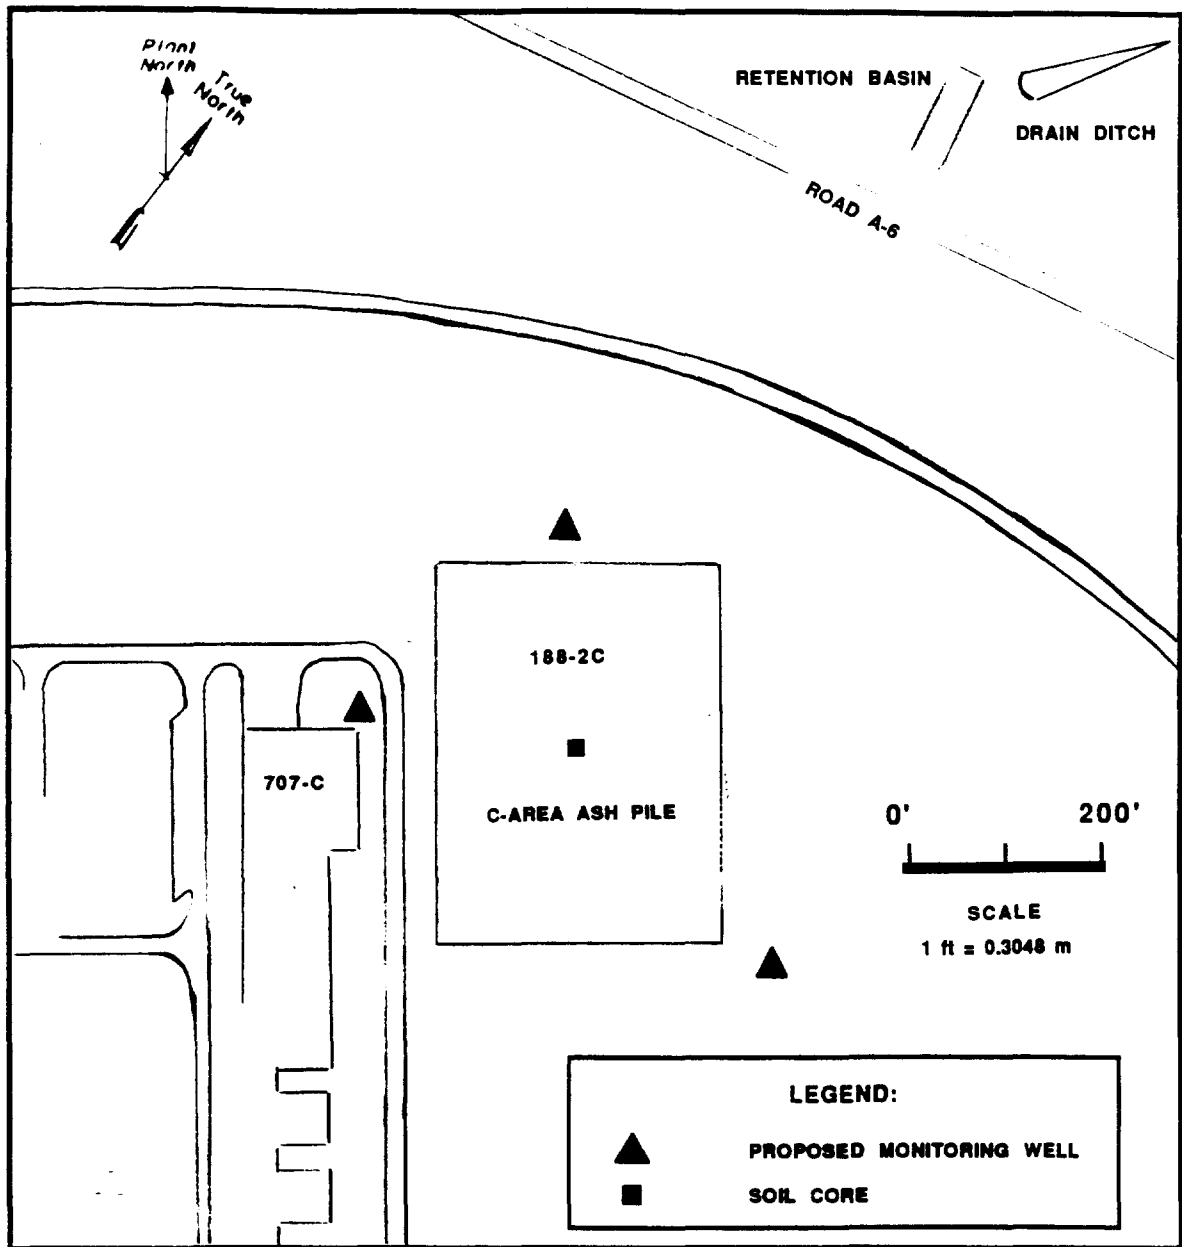 Plant
North
True
North
RETENTION BASIN
DRAIN DITCH
ROAD A-6
188-2C
707-C
C-AREA ASH PILE
0' 200'
SCALE
1 ft = 0.3048 m
LEGEND:
PROPOSED MONITORING WELL
SOIL CORE